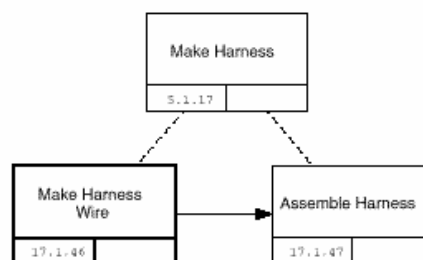 Make Harness
5.1.17
Make Harness
Wire
17.1.46
Assemble Harness
17.1.47